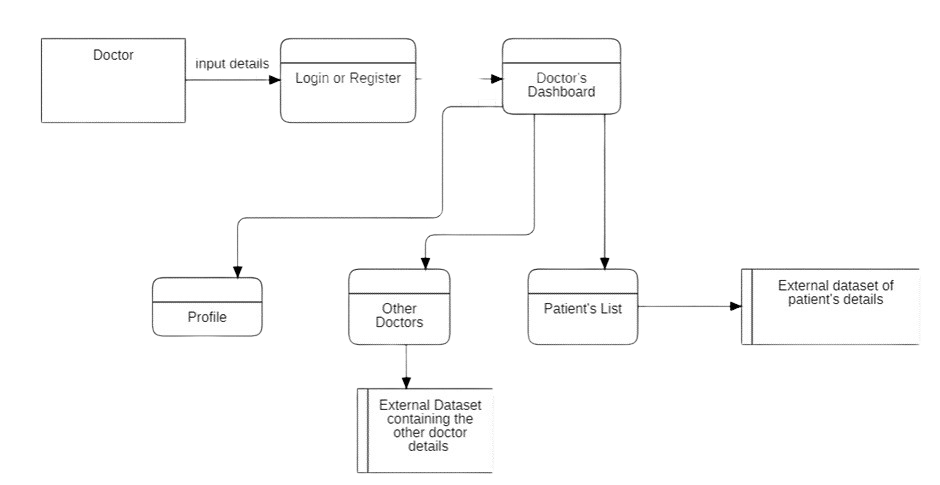 Doctor
input details
Login or Register
Doctor's
Dashboard
Profile
Other
Doctors
Patient's List
External dataset of
patient's details
External Dataset
containing the
other doctor
details